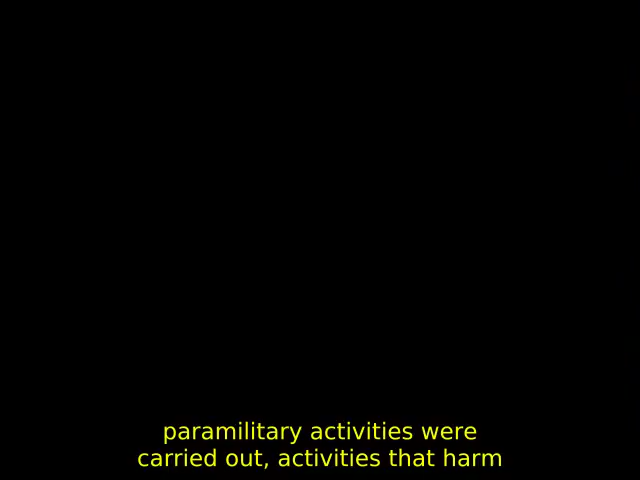 paramilitary activities were
carried out, activities that harm